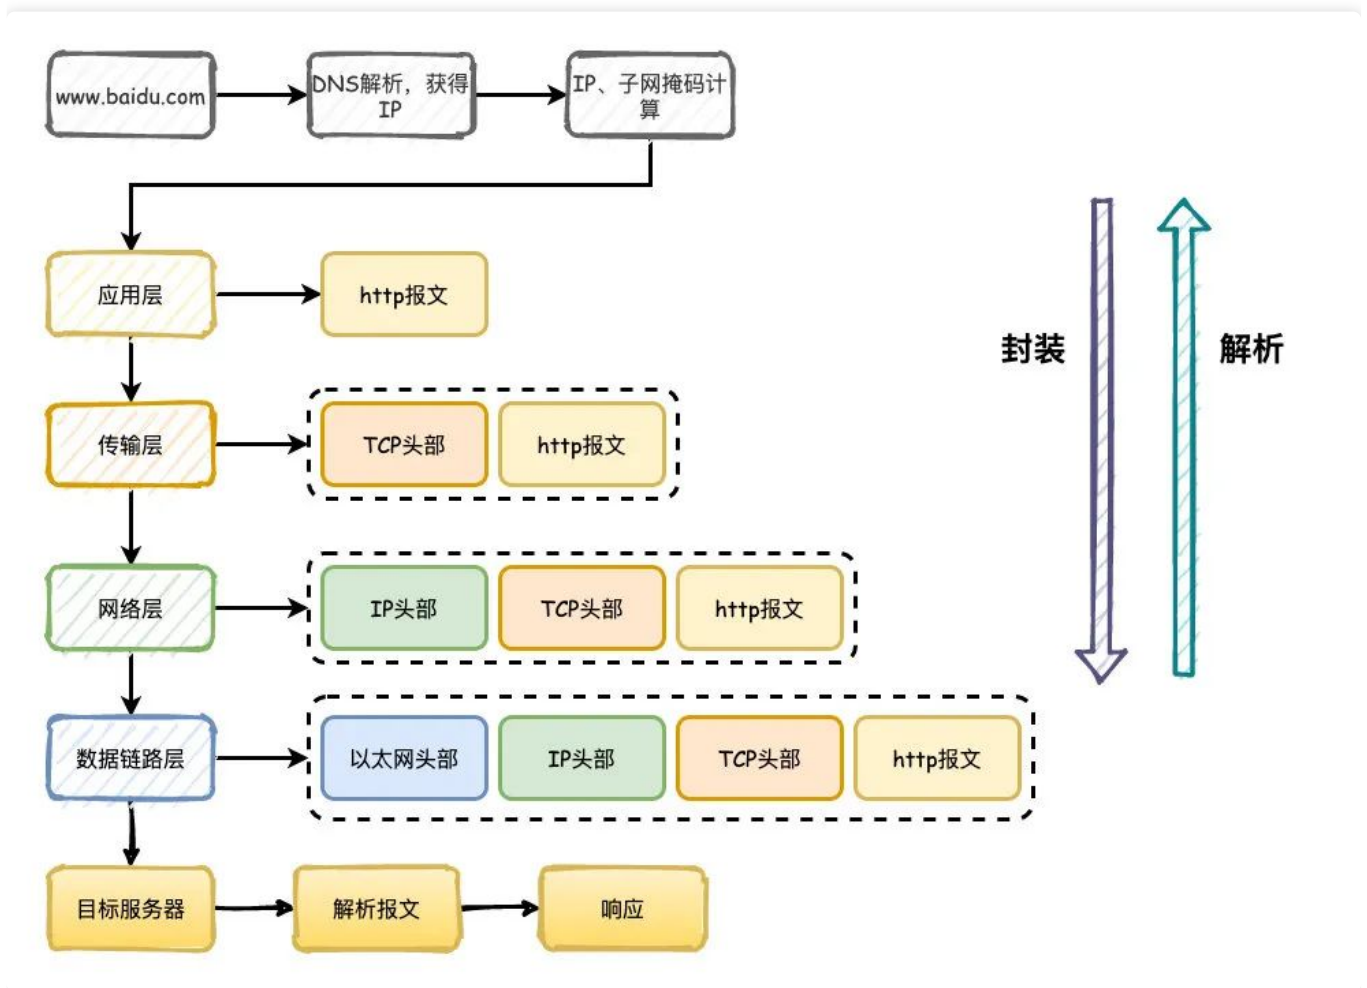 www.baidu.com
DNS解析，获得
IP
IP、子网掩码计
算
应用层
http报文
封装
解析
传输层
TCP头部
http报文
网络层
IP头部
TCP头部
http报文
数据链路层
以太网头部
IP头部
TCP头部
http报文
目标服务器
解析报文
响应